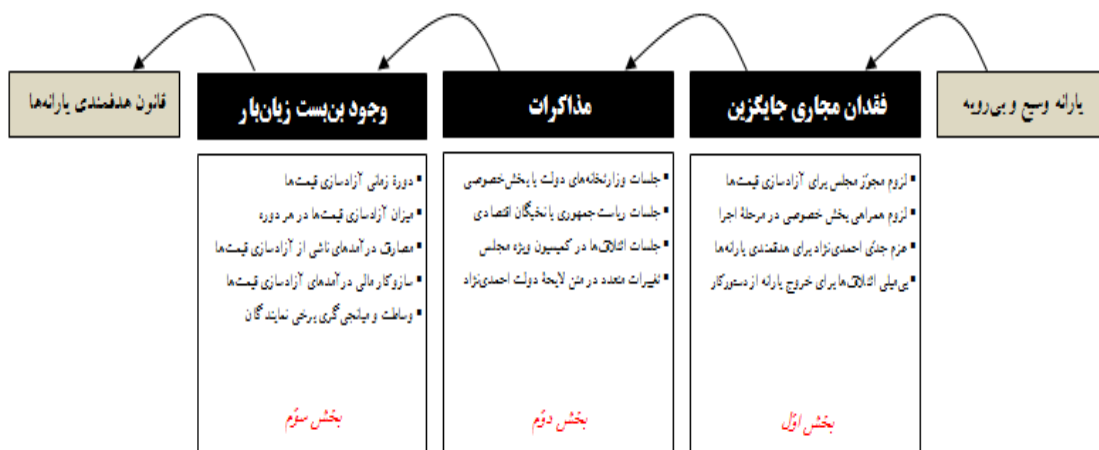 یارانه وسیع و بی‌رویه
فقدان مجاری جایگزین
مذاکرات
وجود بن‌بست زیان‌بار
قانون هدفمندی یارانه‌ها
▪ لزوم مجوّز مجلس برای آزادسازی قیمت‌ها
▪ لزوم همراهی بخش خصوصی در مرحلهٔ اجرا
▪ عزم جدّی احمدی‌نژاد برای هدفمندی یارانه‌ها
▪ بی‌میلی ائتلاف‌ها برای خروج یارانه از دستورکار
بخش اوّل
▪ جلسات وزارتخانه‌های دولت با بخش‌خصوصی
▪ جلسات ریاست‌جمهوری با نخبگان اقتصادی
▪ جلسات ائتلاف‌ها در کمیسیون ویژه مجلس
▪ تغییرات متعدد در متن لایحهٔ دولت احمدی‌نژاد
بخش دوّم
▪ دورهٔ زمانی آزادسازی قیمت‌ها
▪ میزان آزادسازی قیمت‌ها در هر دوره
▪ مصارف درآمدهای ناشی از آزادسازی قیمت‌ها
▪ سازوکار مالی درآمدهای آزادسازی قیمت‌ها
▪ وساطت و میانجی‌گری برخی نمایندگان
بخش سوّم